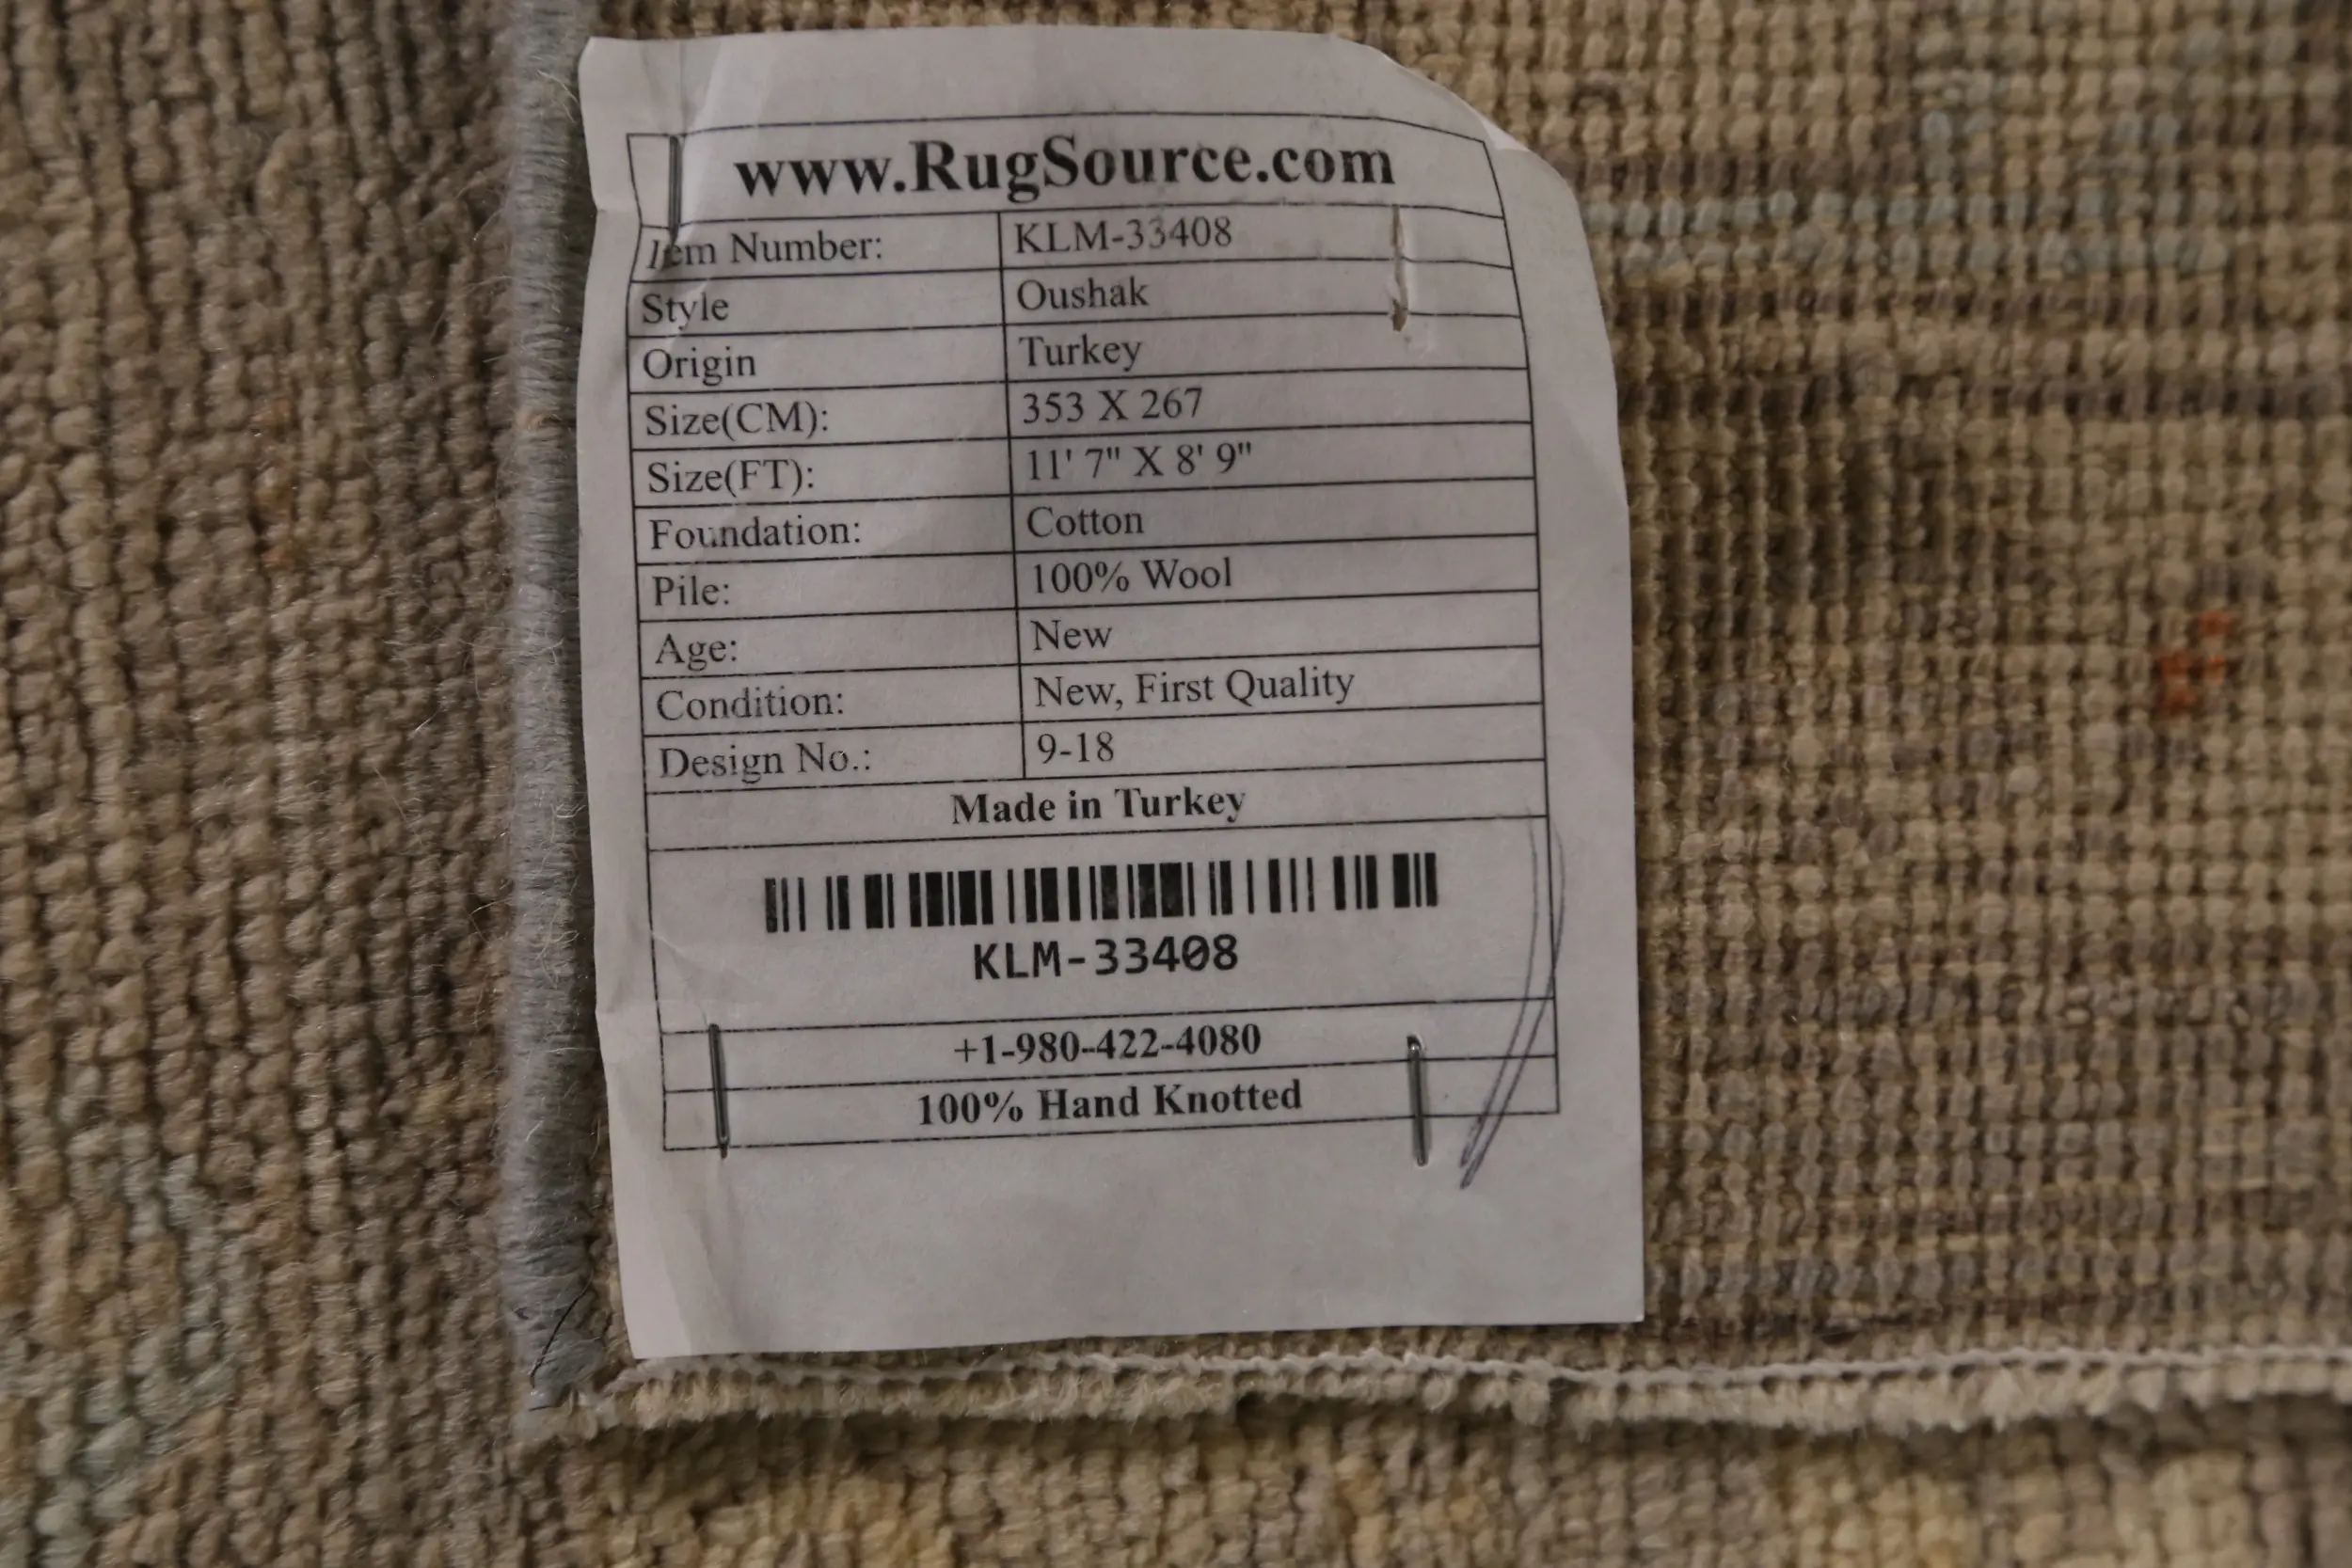 www.RugSource.com
Item Number: KLM-33408
Style Oushak
Origin Turkey
Size(CM): 353 X 267
Size(FT): 11' 7" X 8' 9"
Foundation: Cotton
Pile: 100% Wool
Age: New
Condition: New, First Quality
Design No.: 9-18
Made in Turkey
KLM-33408
+1-980-422-4080
100% Hand Knotted